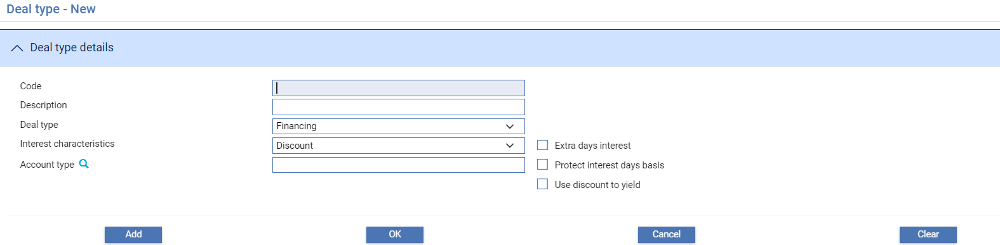 Deal type - New
Deal type details
Code
Description
Deal type Financing
Interest characteristics Discount Extra days interest
Account type Protect interest days basis
Use discount to yield
Add OK Cancel Clear